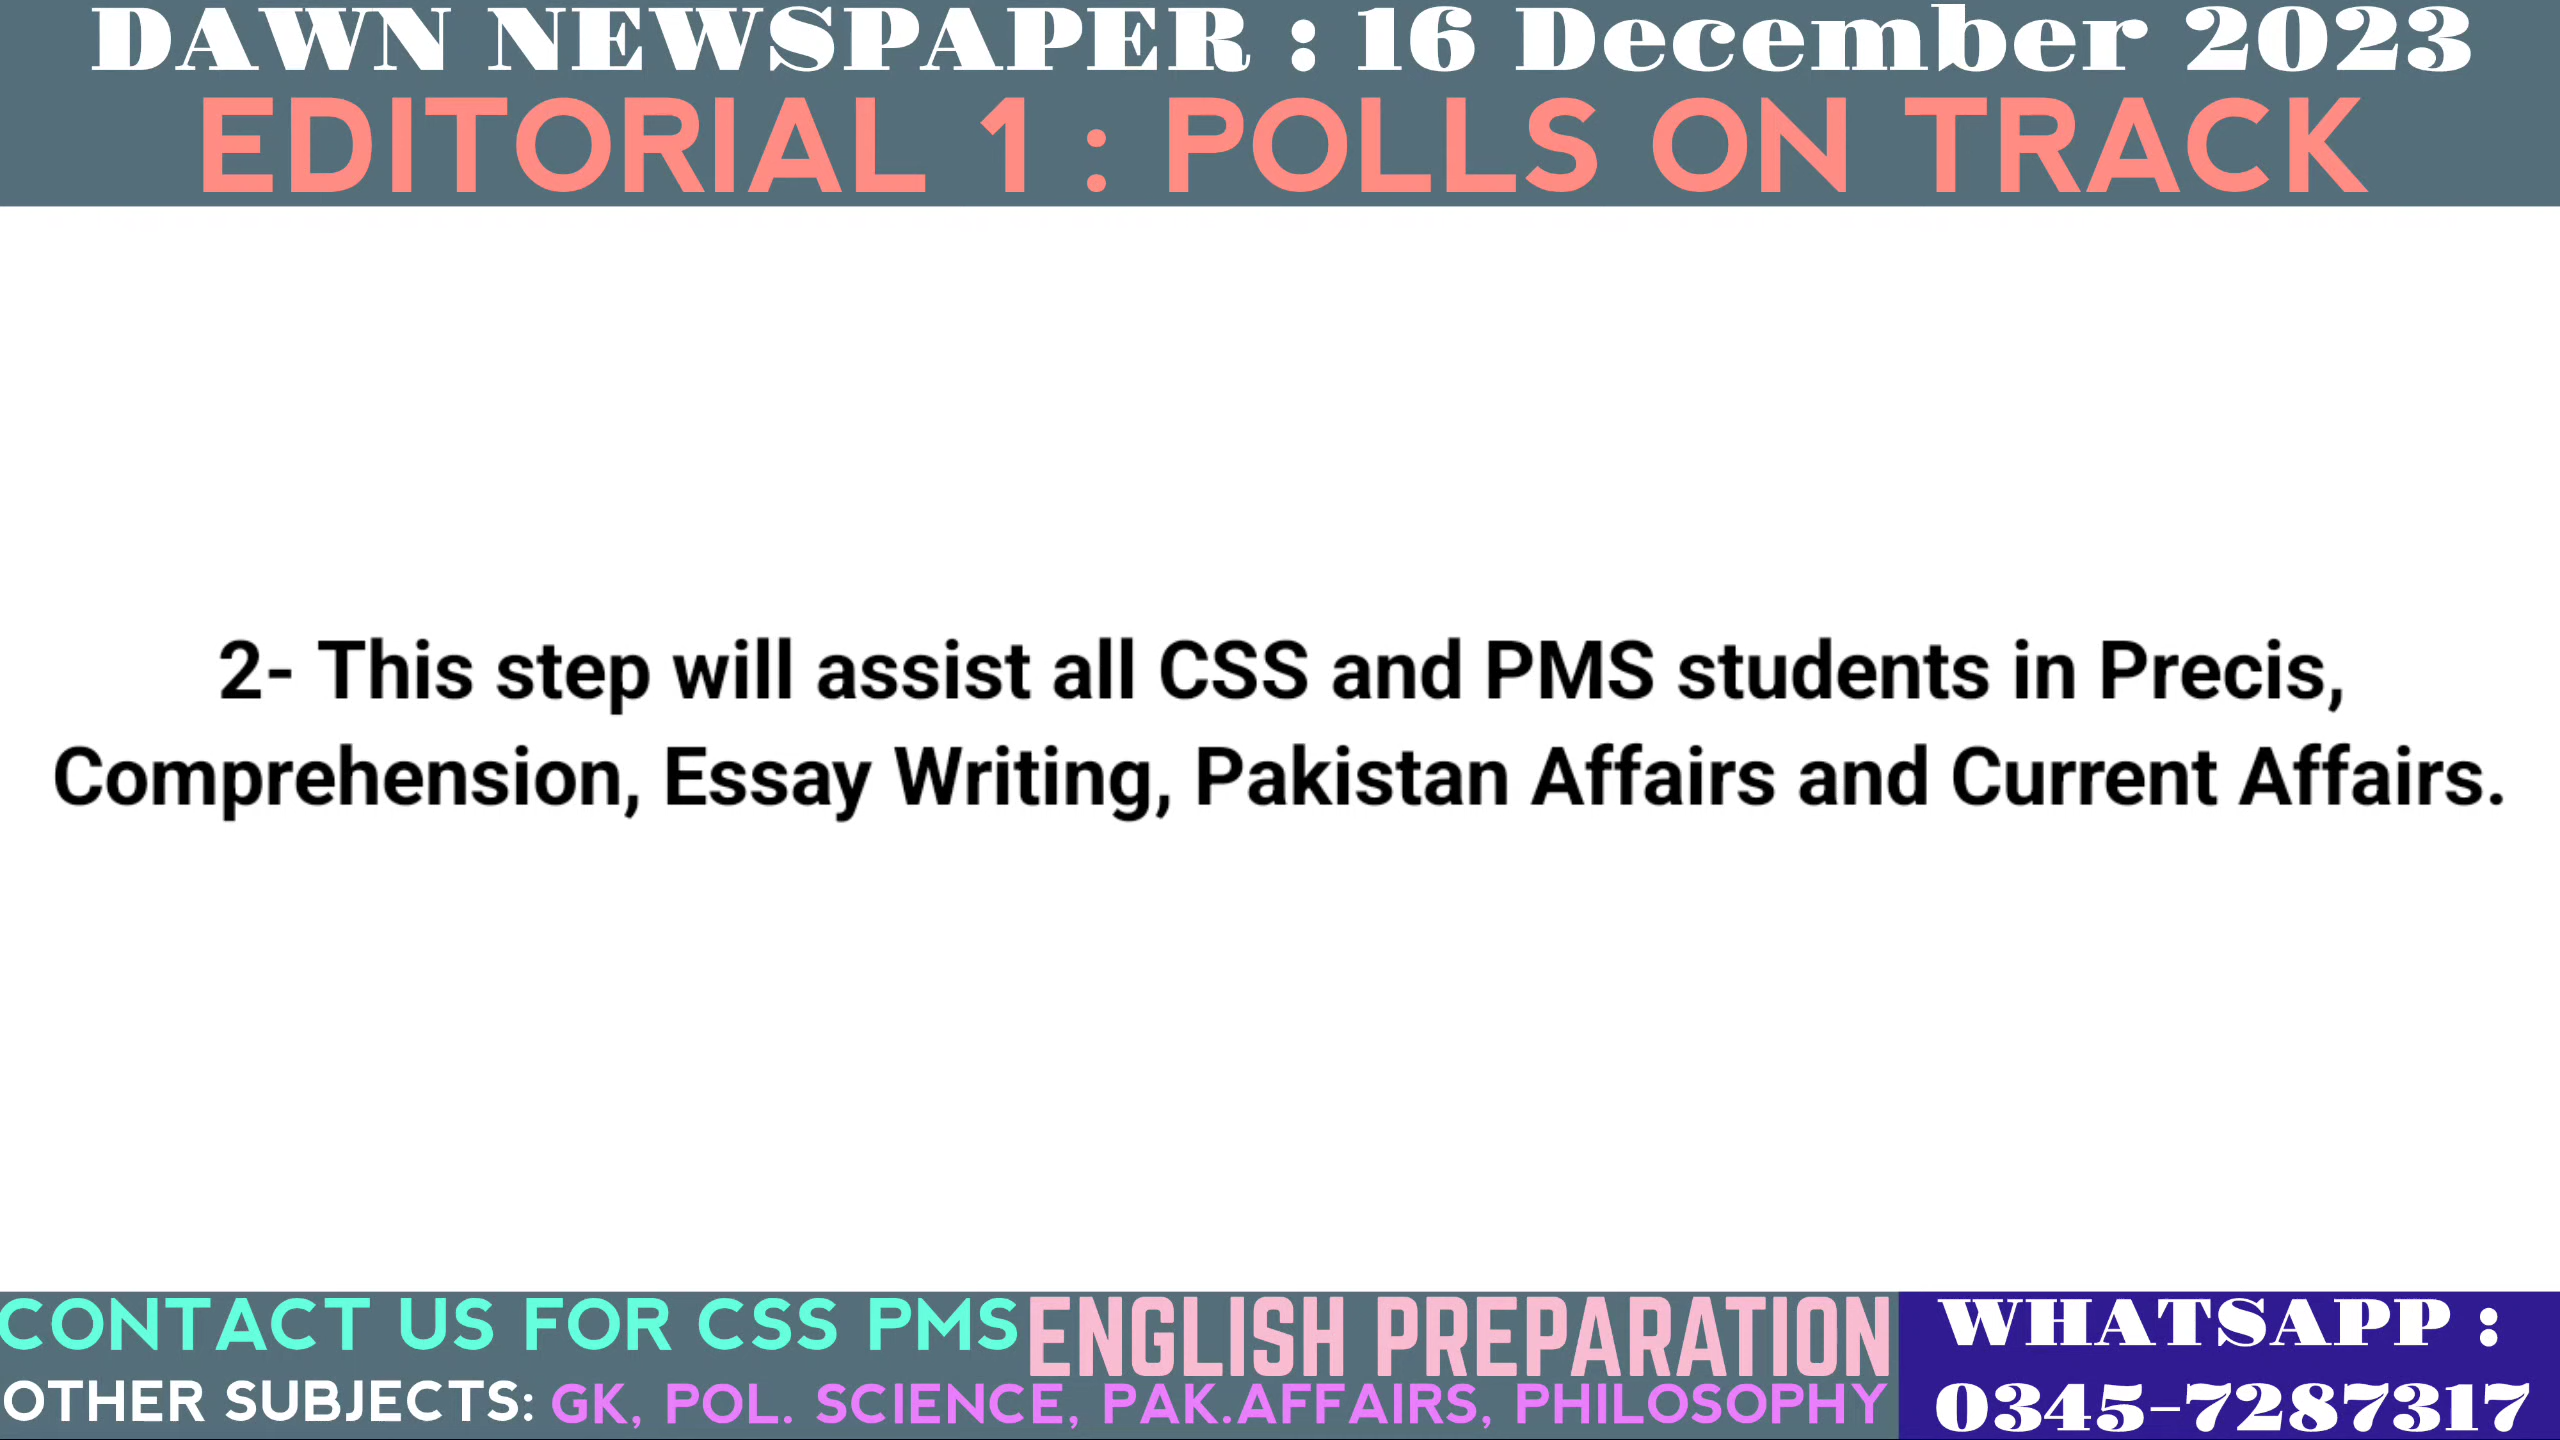 DAWN NEWSPAPER : 16 December 2023
EDITORIAL 1 : POLLS ON TRACK
2- This step will assist all CSS and PMS students in Precis,
Comprehension, Essay Writing, Pakistan Affairs and Current Affairs.
CONTACT US FOR CSS PMS ENGLISH PREPARATION
OTHER SUBJECTS: GK, POL. SCIENCE, PAK.AFFAIRS, PHILOSOPHY
WHATSAPP :
0345-7287317